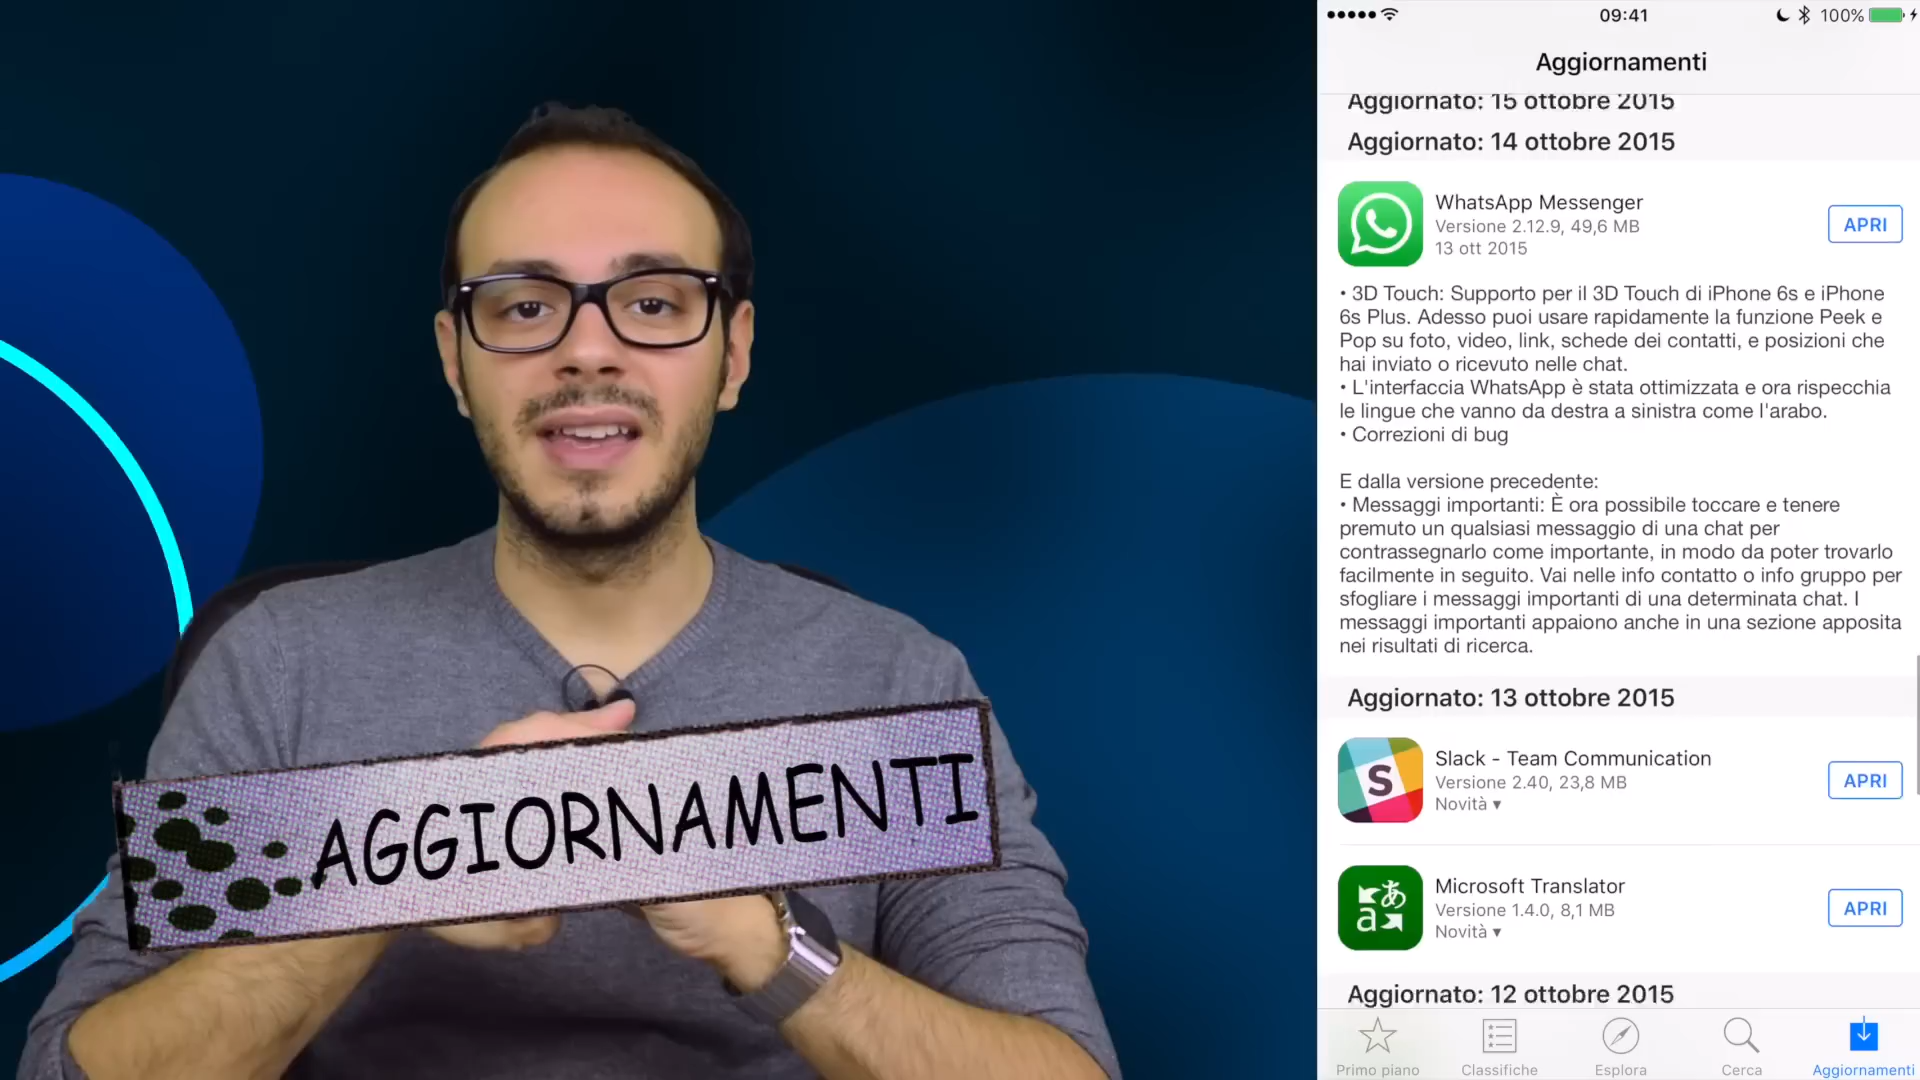 AGGIORNAMENTI
09:41
100%
Aggiornamenti
Aggiornato: 15 ottobre 2015
Aggiornato: 14 ottobre 2015
WhatsApp Messenger
Versione 2.12.9, 49,6 MB
13 ott 2015
APRI
• 3D Touch: Supporto per il 3D Touch di iPhone 6s e iPhone
6s Plus. Adesso puoi usare rapidamente la funzione Peek e
Pop su foto, video, link, schede dei contatti, e posizioni che
hai inviato o ricevuto nelle chat.
• L'interfaccia WhatsApp è stata ottimizzata e ora rispecchia
le lingue che vanno da destra a sinistra come l'arabo.
• Correzioni di bug
E dalla versione precedente:
• Messaggi importanti: È ora possibile toccare e tenere
premuto un qualsiasi messaggio di una chat per
contrassegnarlo come importante, in modo da poter trovarlo
facilmente in seguito. Vai nelle info contatto o info gruppo per
sfogliare i messaggi importanti di una determinata chat. I
messaggi importanti appaiono anche in una sezione apposita
nei risultati di ricerca.
Aggiornato: 13 ottobre 2015
S
Slack - Team Communication
Versione 2.40, 23,8 MB
Novità ▾
APRI
あ
a
Microsoft Translator
Versione 1.4.0, 8,1 MB
Novità ▾
APRI
Aggiornato: 12 ottobre 2015
Primo piano
Classifiche
Esplora
Cerca
Aggiornamenti